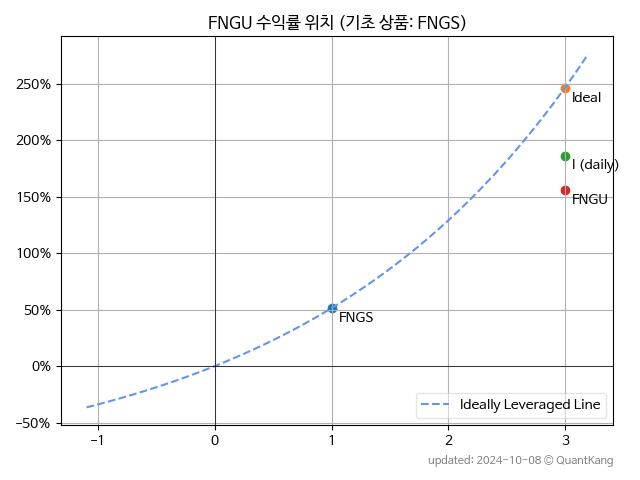 FNGU 수익률 위치 (기초 상품: FNGS)
250%
200%
150%
100%
50%
0%
−50%
Ideal
I (daily)
FNGU
FNGS
Ideally Leveraged Line
−1
0
1
2
3
updated: 2024-10-08 © QuantKang